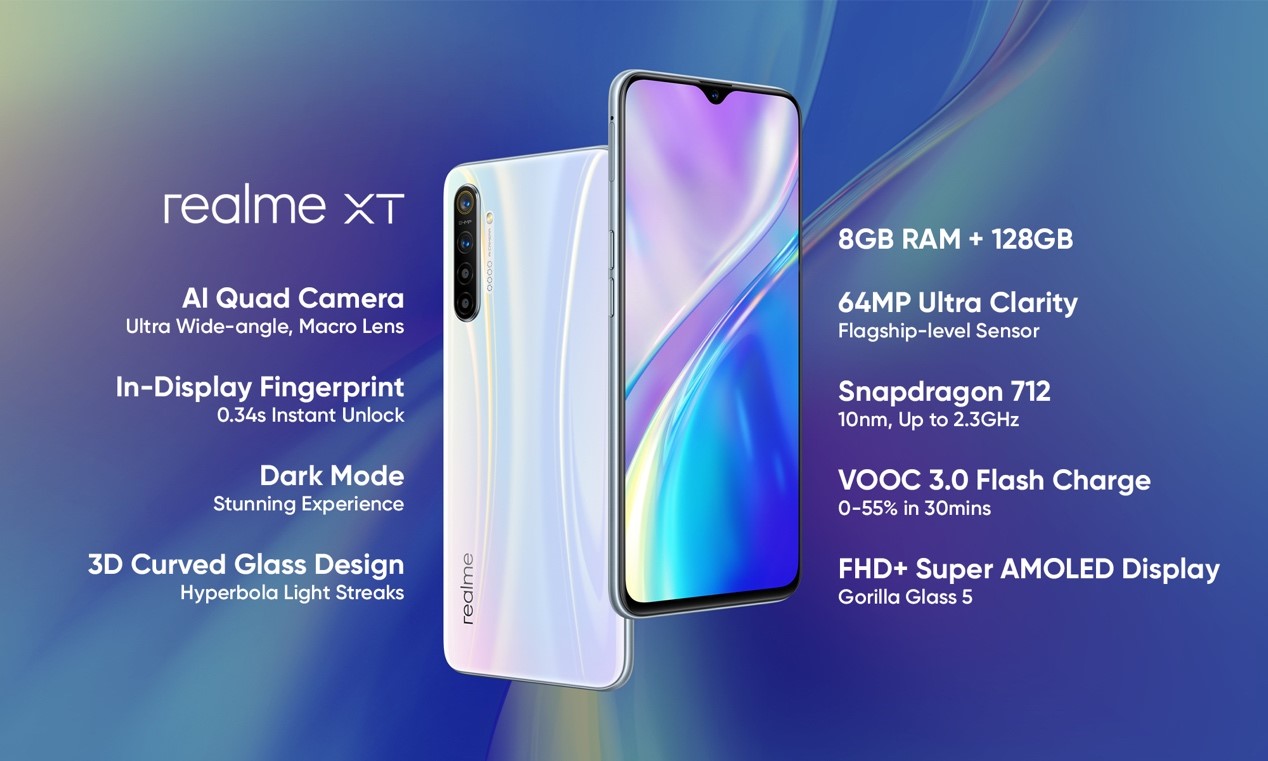 realme XT
AI Quad Camera
Ultra Wide-angle, Macro Lens
In-Display Fingerprint
0.34s Instant Unlock
Dark Mode
Stunning Experience
3D Curved Glass Design
Hyperbola Light Streaks
realme
8GB RAM + 128GB
64MP Ultra Clarity
Flagship-level Sensor
Snapdragon 712
10nm, Up to 2.3GHz
VOOC 3.0 Flash Charge
0-55% in 30mins
FHD+ Super AMOLED Display
Gorilla Glass 5